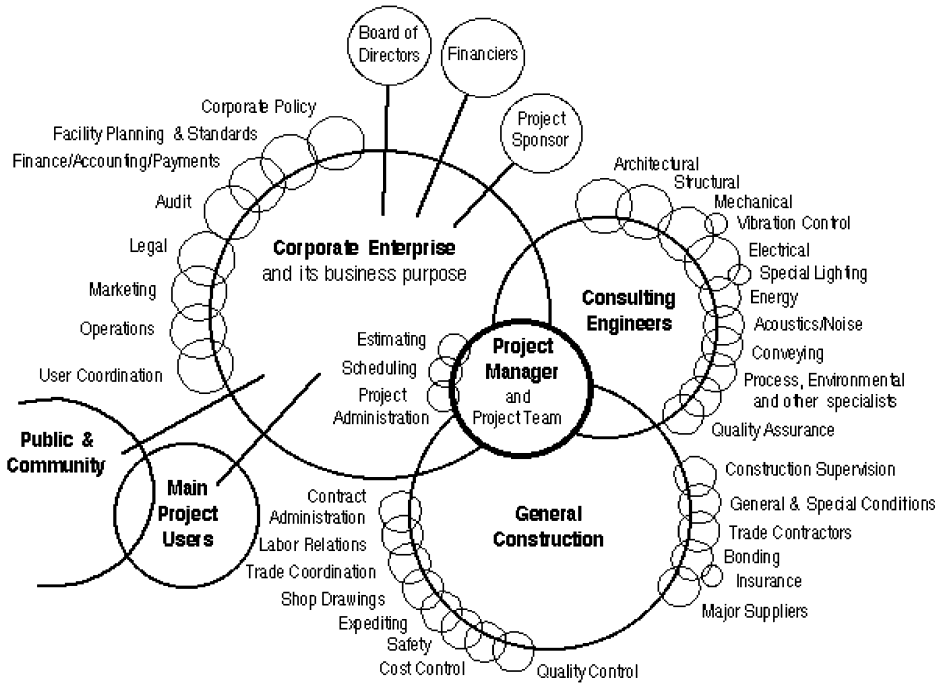 Board of
Directors
Financiers
Project
Sponsor
Corporate Policy
Facility Planning & Standards
Finance/Accounting/Payments
Audit
Legal
Marketing
Operations
User Coordination
Corporate Enterprise
and its business purpose
Architectural
Structural
Mechanical
Vibration Control
Electrical
Special Lighting
Energy
Acoustics/Noise
Conveying
Process, Environmental
and other specialists
Quality Assurance
Consulting
Engineers
Estimating
Scheduling
Project
Administration
Project
Manager
and
Project Team
Public &
Community
Main
Project
Users
Contract
Administration
Labor Relations
Trade Coordination
Shop Drawings
Expediting
Safety
Cost Control
Quality Control
General
Construction
Construction Supervision
General & Special Conditions
Trade Contractors
Bonding
Insurance
Major Suppliers